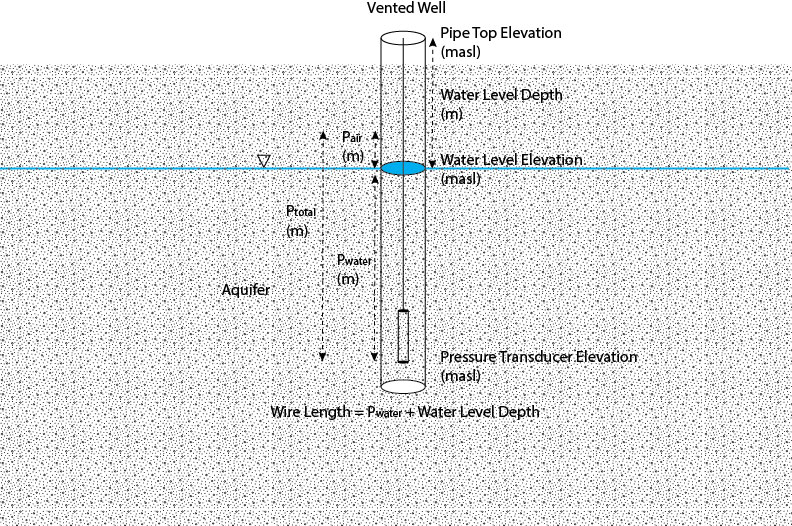 Vented Well
Pipe Top Elevation
(masl)
Water Level Depth
(m)
Pair
(m)
Water Level Elevation
(masl)
Ptotal
(m)
Pwater
(m)
Aquifer
Pressure Transducer Elevation
(masl)
Wire Length = Pwater + Water Level Depth